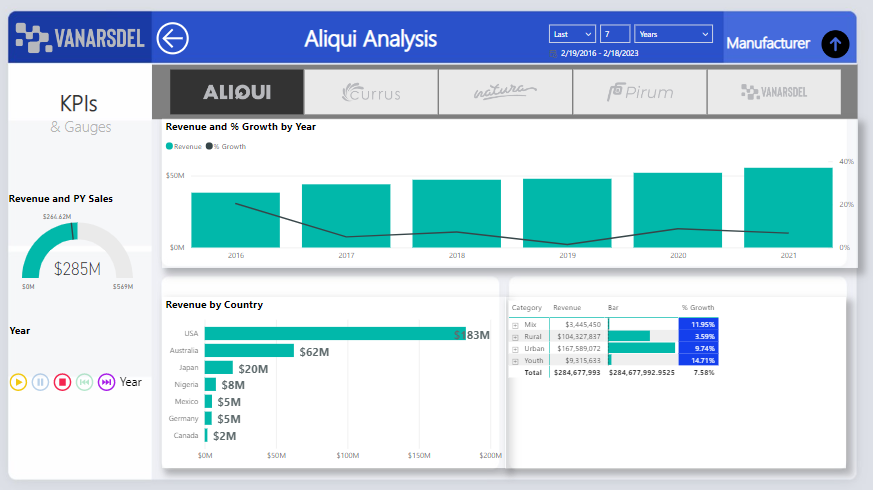 VANARSDEL
Aliqui Analysis
Last 7 Years
2/19/2016 - 2/18/2023
Manufacturer
ALIQUI
currus
natura
Pirum
VANARSDEL
KPIs
& Gauges
Revenue and % Growth by Year
Revenue % Growth
$50M
$0M
40%
20%
0%
2016 2017 2018 2019 2020 2021
Revenue and PY Sales
$264.62M
$285M
$0M $569M
Year
Year
Revenue by Country
USA $183M
Australia $62M
Japan $20M
Nigeria $8M
Mexico $5M
Germany $5M
Canada $2M
$0M $50M $100M $150M $200M
Category Revenue Bar % Growth
Mix $3,445,450 11.95%
Rural $104,327,837 3.59%
Urban $167,589,072 9.74%
Youth $9,315,633 14.71%
Total $284,677,993 $284,677,992.9525 7.58%